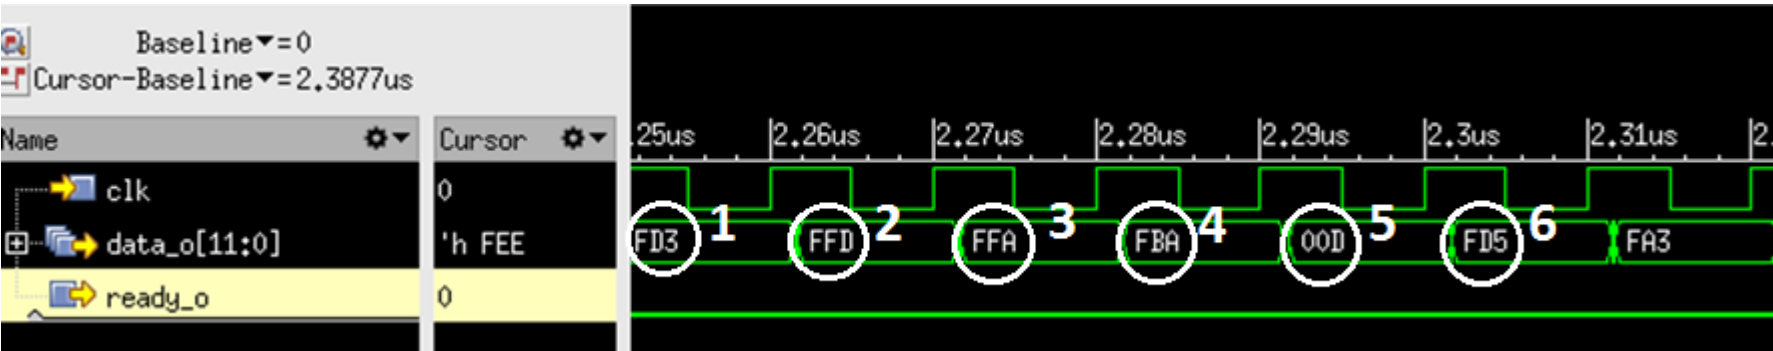 Baseline▼=0
Cursor-Baseline▼=2.3877us
Name Cursor .25us 2.26us 2.27us 2.28us 2.29us 2.3us 2.31us 2.
clk 0
data_o[11:0] 'h FEE FD3 1 FFD 2 FFA 3 FBA 4 00D 5 FD5 6 FA3
ready_o 0